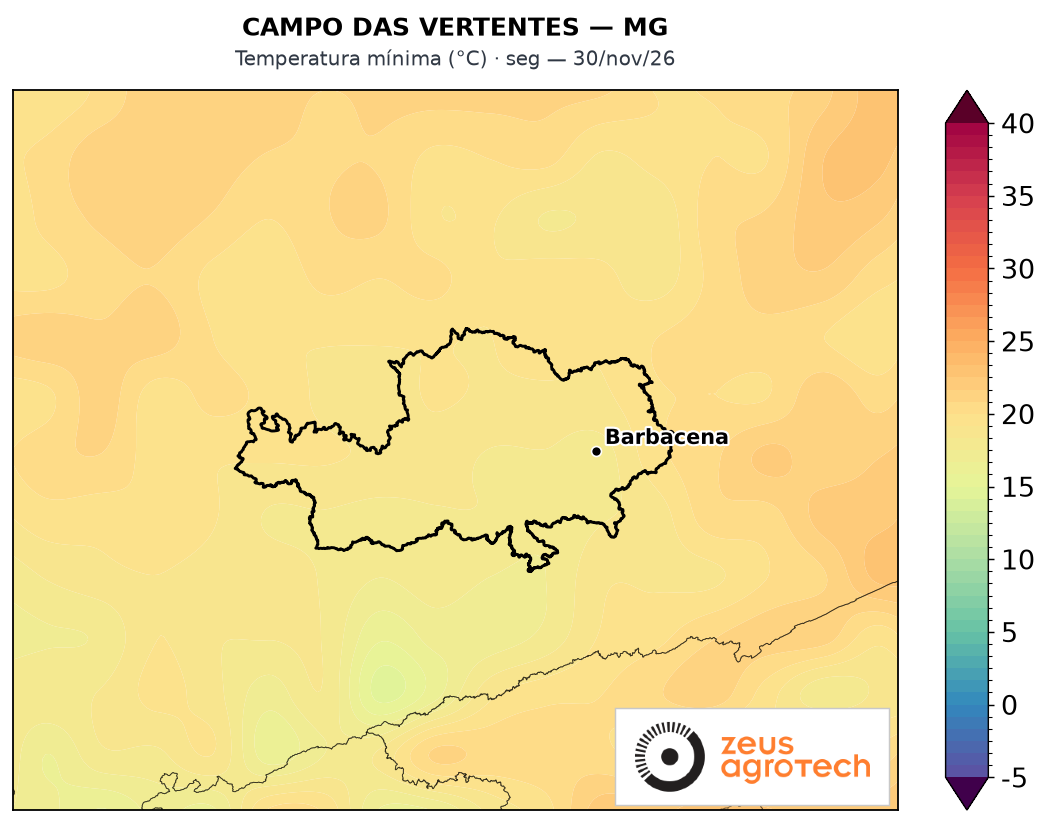 CAMPO DAS VERTENTES — MG
Temperatura mínima (°C) · seg — 30/nov/26
Barbacena
40
35
30
25
20
15
10
5
0
-5
zeus
agrotech